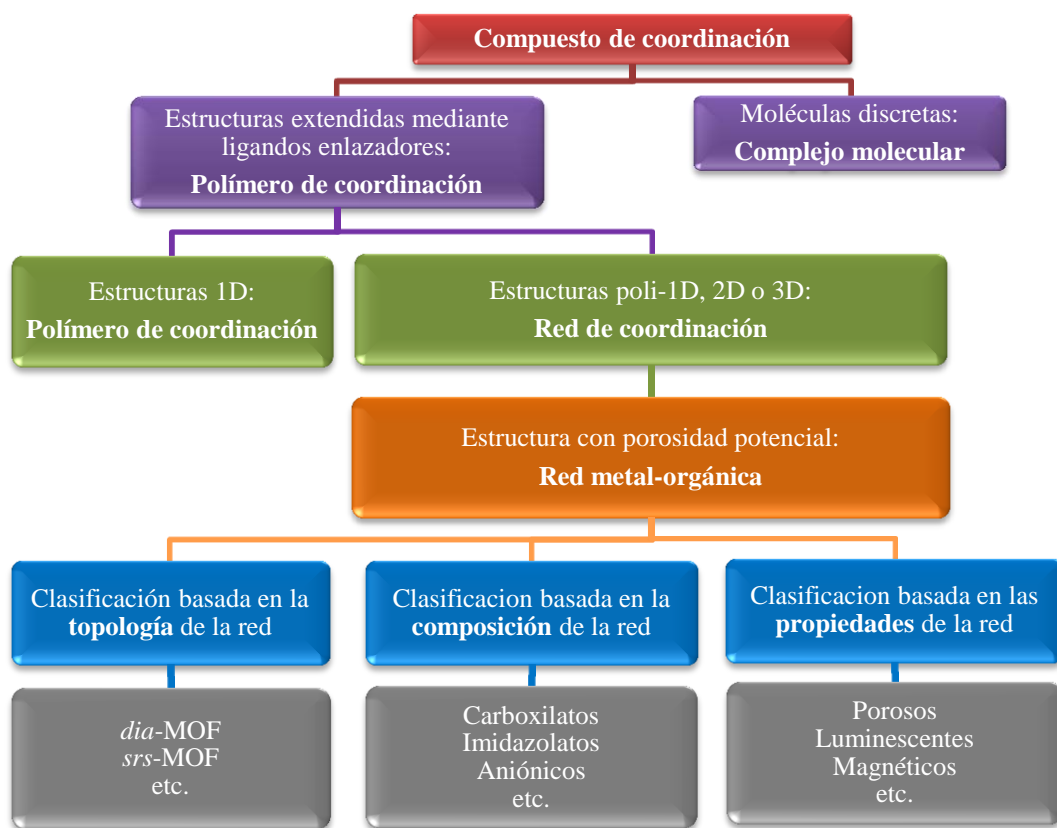 Compuesto de coordinación
Estructuras extendidas mediante
ligandos enlazadores:
Polímero de coordinación
Moléculas discretas:
Complejo molecular
Estructuras 1D:
Polímero de coordinación
Estructuras poli-1D, 2D o 3D:
Red de coordinación
Estructura con porosidad potencial:
Red metal-orgánica
Clasificación basada en la
topología de la red
Clasificacion basada en la
composición de la red
Clasificación basada en las
propiedades de la red
dia-MOF
srs-MOF
etc.
Carboxilatos
Imidazolatos
Aniónicos
etc.
Porosos
Luminescentes
Magnéticos
etc.